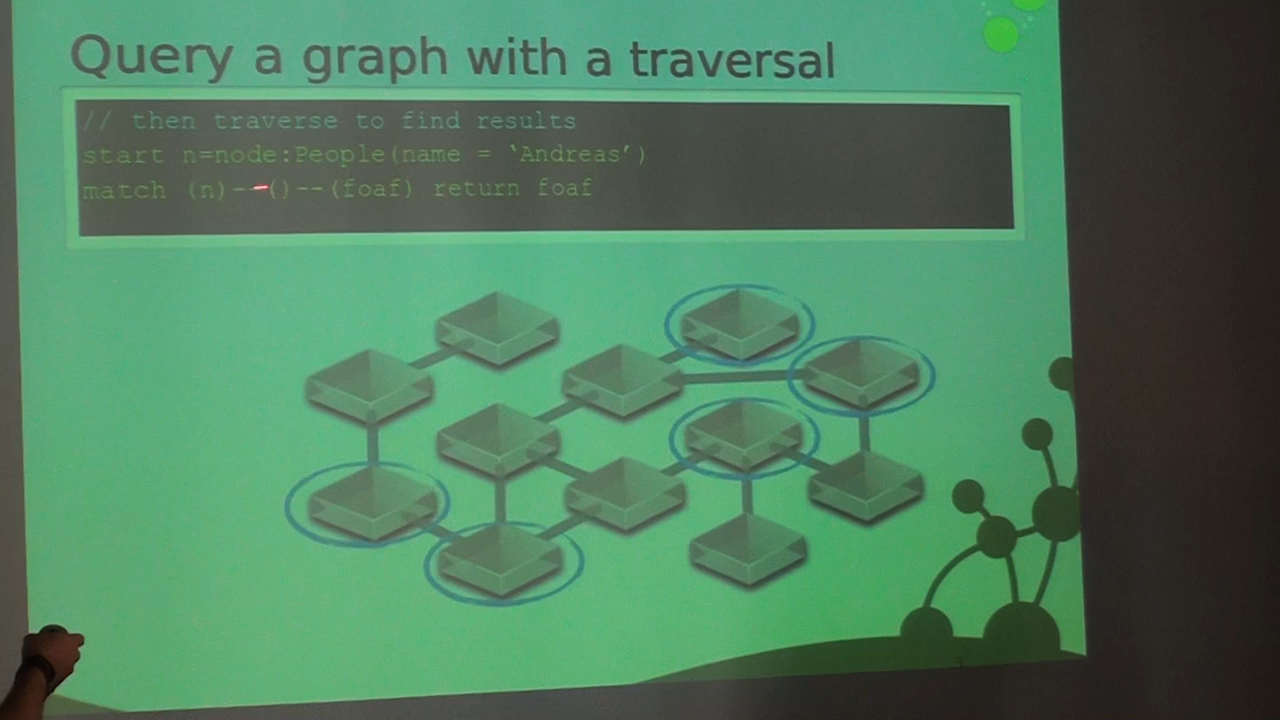 Query a graph with a traversal
// then traverse to find results
start n=node:People(name = ‘Andreas’)
match (n)--()--(foaf) return foaf